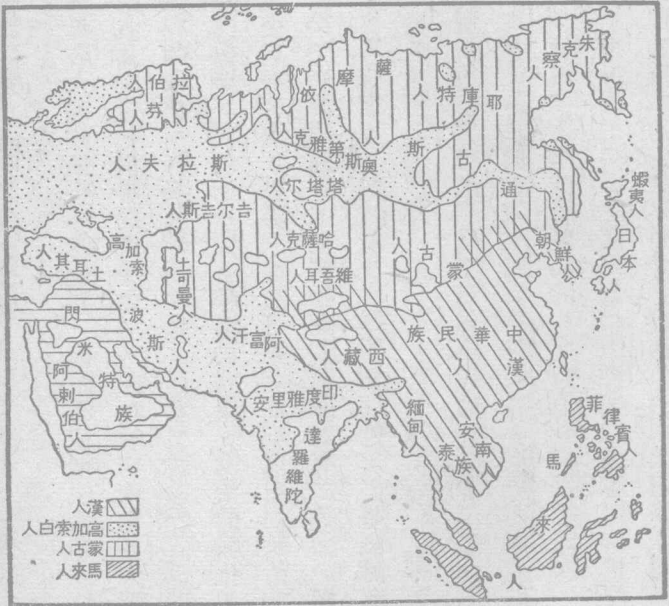 朱克察人
薩摩依人
耶庫特人
拉伯芬人
奧斯第雅克人
通古斯人
斯拉夫人
塔塔尔人
吉尔吉斯人
哈薩克人
蒙古人
維吾耳人
蝦夷人
日本人
朝鮮人
高加索
土耳其人
土可曼
波斯人
阿富汗人
閃米特族
阿剌伯人
中華民族
漢人
西藏人
印度雅里安人
達羅維陀
緬甸人
泰族
安南
菲律賓人
馬來人
漢人
高加索白人
蒙古人
馬來人